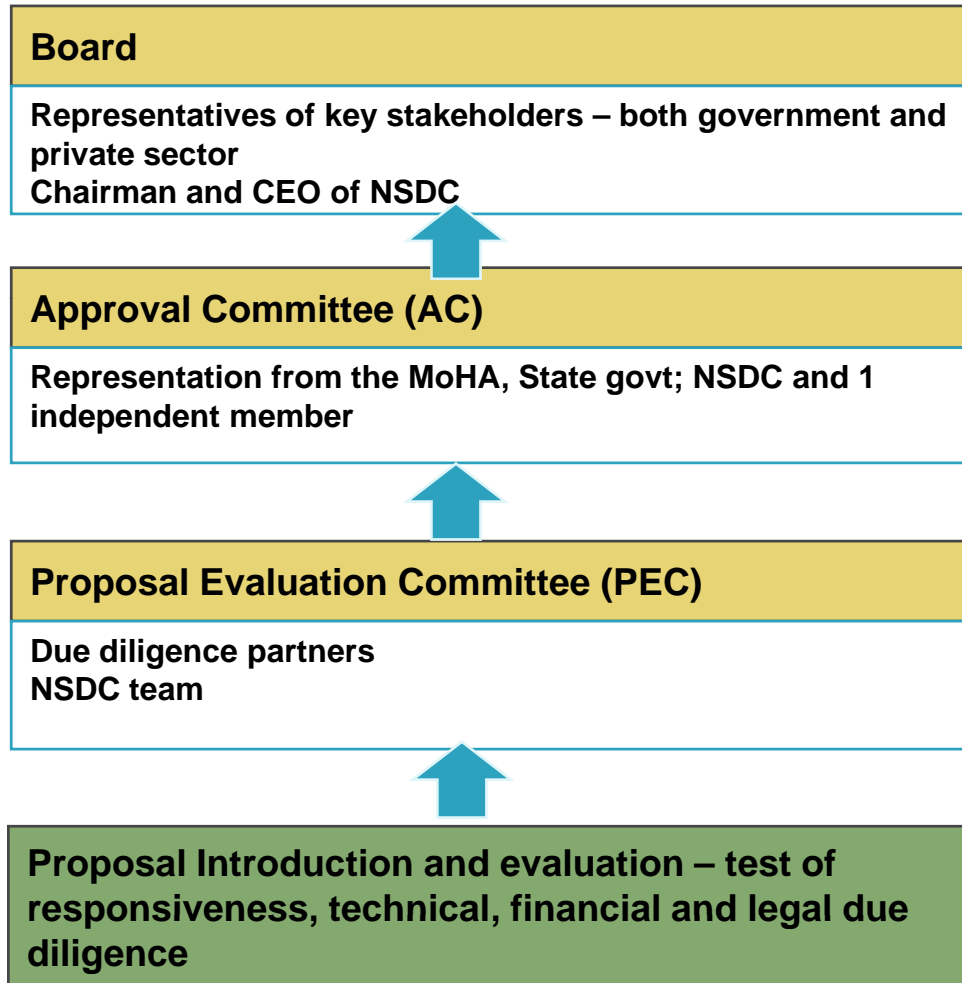 Board
Representatives of key stakeholders – both government and
private sector
Chairman and CEO of NSDC
Approval Committee (AC)
Representation from the MoHA, State govt; NSDC and 1
independent member
Proposal Evaluation Committee (PEC)
Due diligence partners
NSDC team
Proposal Introduction and evaluation – test of
responsiveness, technical, financial and legal due
diligence